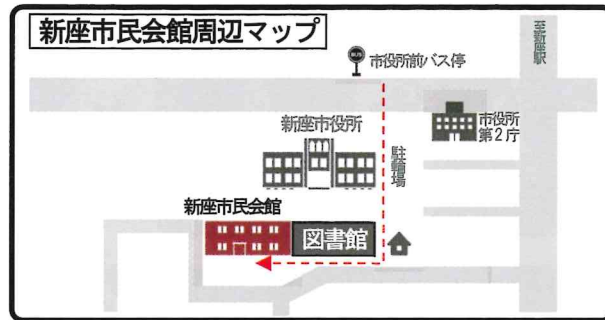 新座市民会館周辺マップ
BUS
市役所前バス停
至新座駅
市役所
第2庁
新座市役所
駐輪場
新座市民会館
図書館